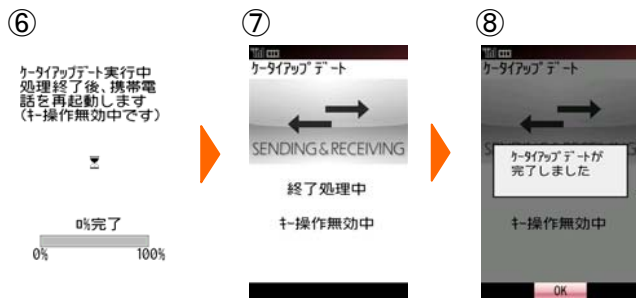 ⑥
ｹｰﾀｲｱｯﾌﾟﾃﾞｰﾄ実行中
処理終了後、携帯電
話を再起動します
(ｷｰ操作無効中です)
0%完了
0% 100%
⑦
ｹｰﾀｲｱｯﾌﾟﾃﾞｰﾄ
SENDING & RECEIVING
終了処理中
ｷｰ操作無効中
⑧
ｹｰﾀｲｱｯﾌﾟﾃﾞｰﾄ
ｹｰﾀｲｱｯﾌﾟﾃﾞｰﾄが
完了しました
ｷｰ操作無効中
OK